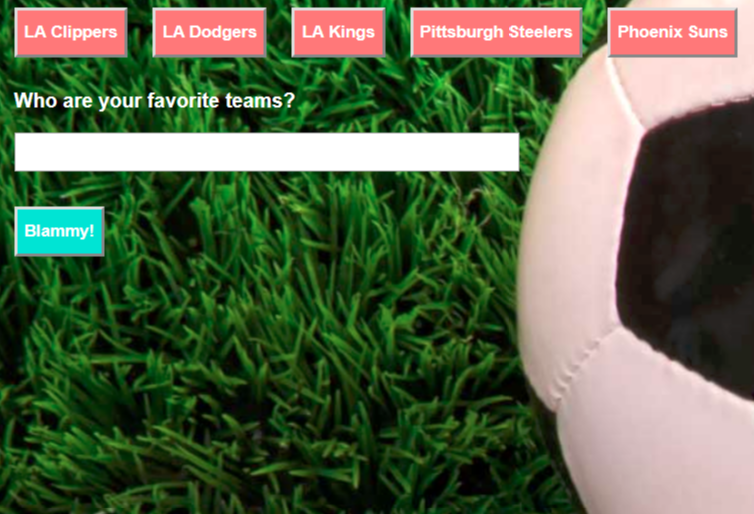 LA Clippers LA Dodgers LA Kings Pittsburgh Steelers Phoenix Suns
Who are your favorite teams?
Blammy!